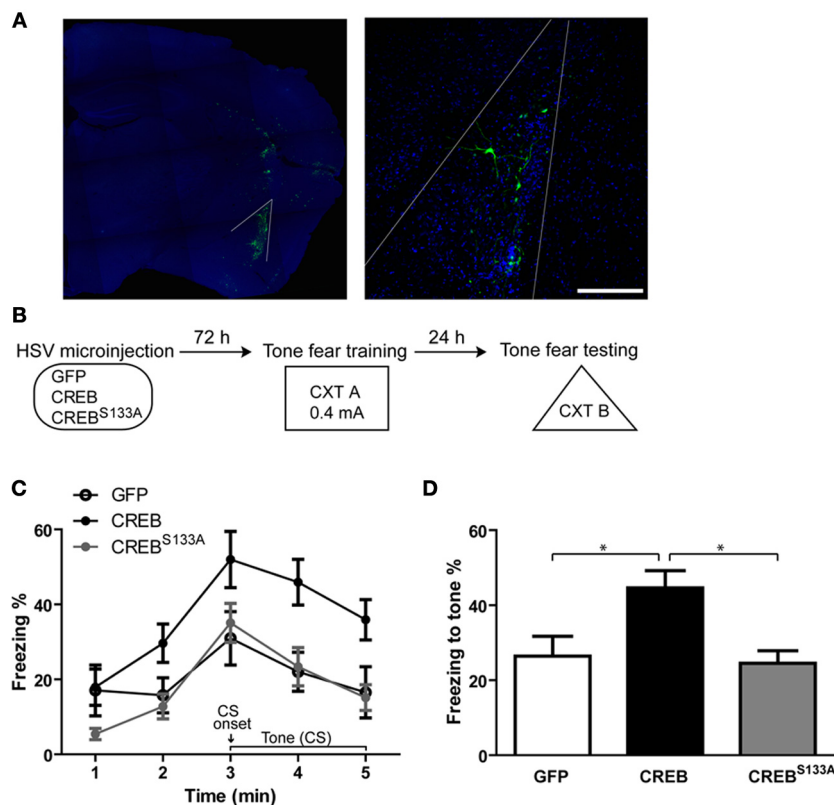 A
B
72 h
24 h
HSV microinjection
Tone fear training
Tone fear testing
GFP
CREB
CREB^S133A
CXT A
0.4 mA
CXT B
C
GFP
CREB
CREB^S133A
60
40
20
0
Freezing %
CS
onset
Tone (CS)
1 2 3 4 5
Time (min)
D
60
40
20
0
Freezing to tone %
* *
GFP CREB CREB^S133A